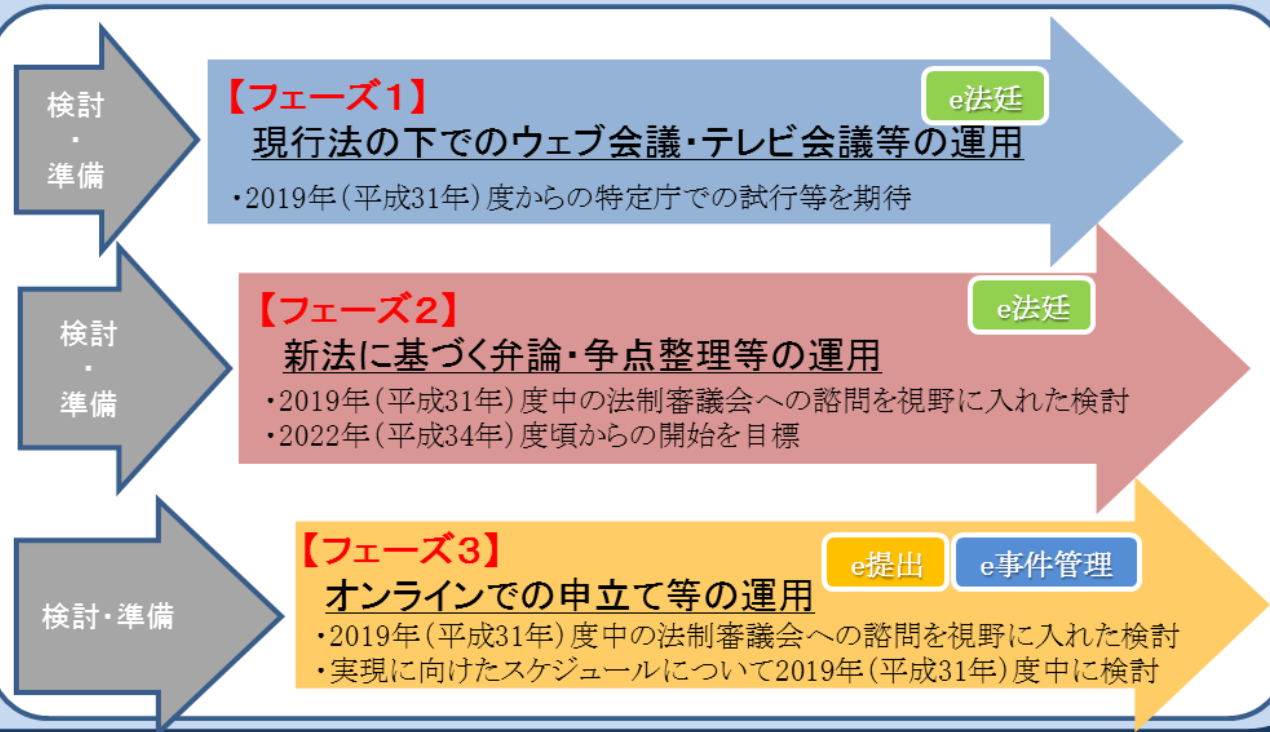 検討
・
準備
【フェーズ1】
e法廷
現行法の下でのウェブ会議・テレビ会議等の運用
・2019年(平成31年)度からの特定庁での試行等を期待
検討
・
準備
【フェーズ2】
e法廷
新法に基づく弁論・争点整理等の運用
・2019年(平成31年)度中の法制審議会への諮問を視野に入れた検討
・2022年(平成34年)度頃からの開始を目標
検討・準備
【フェーズ3】
e提出
e事件管理
オンラインでの申立て等の運用
・2019年(平成31年)度中の法制審議会への諮問を視野に入れた検討
・実現に向けたスケジュールについて2019年(平成31年)度中に検討